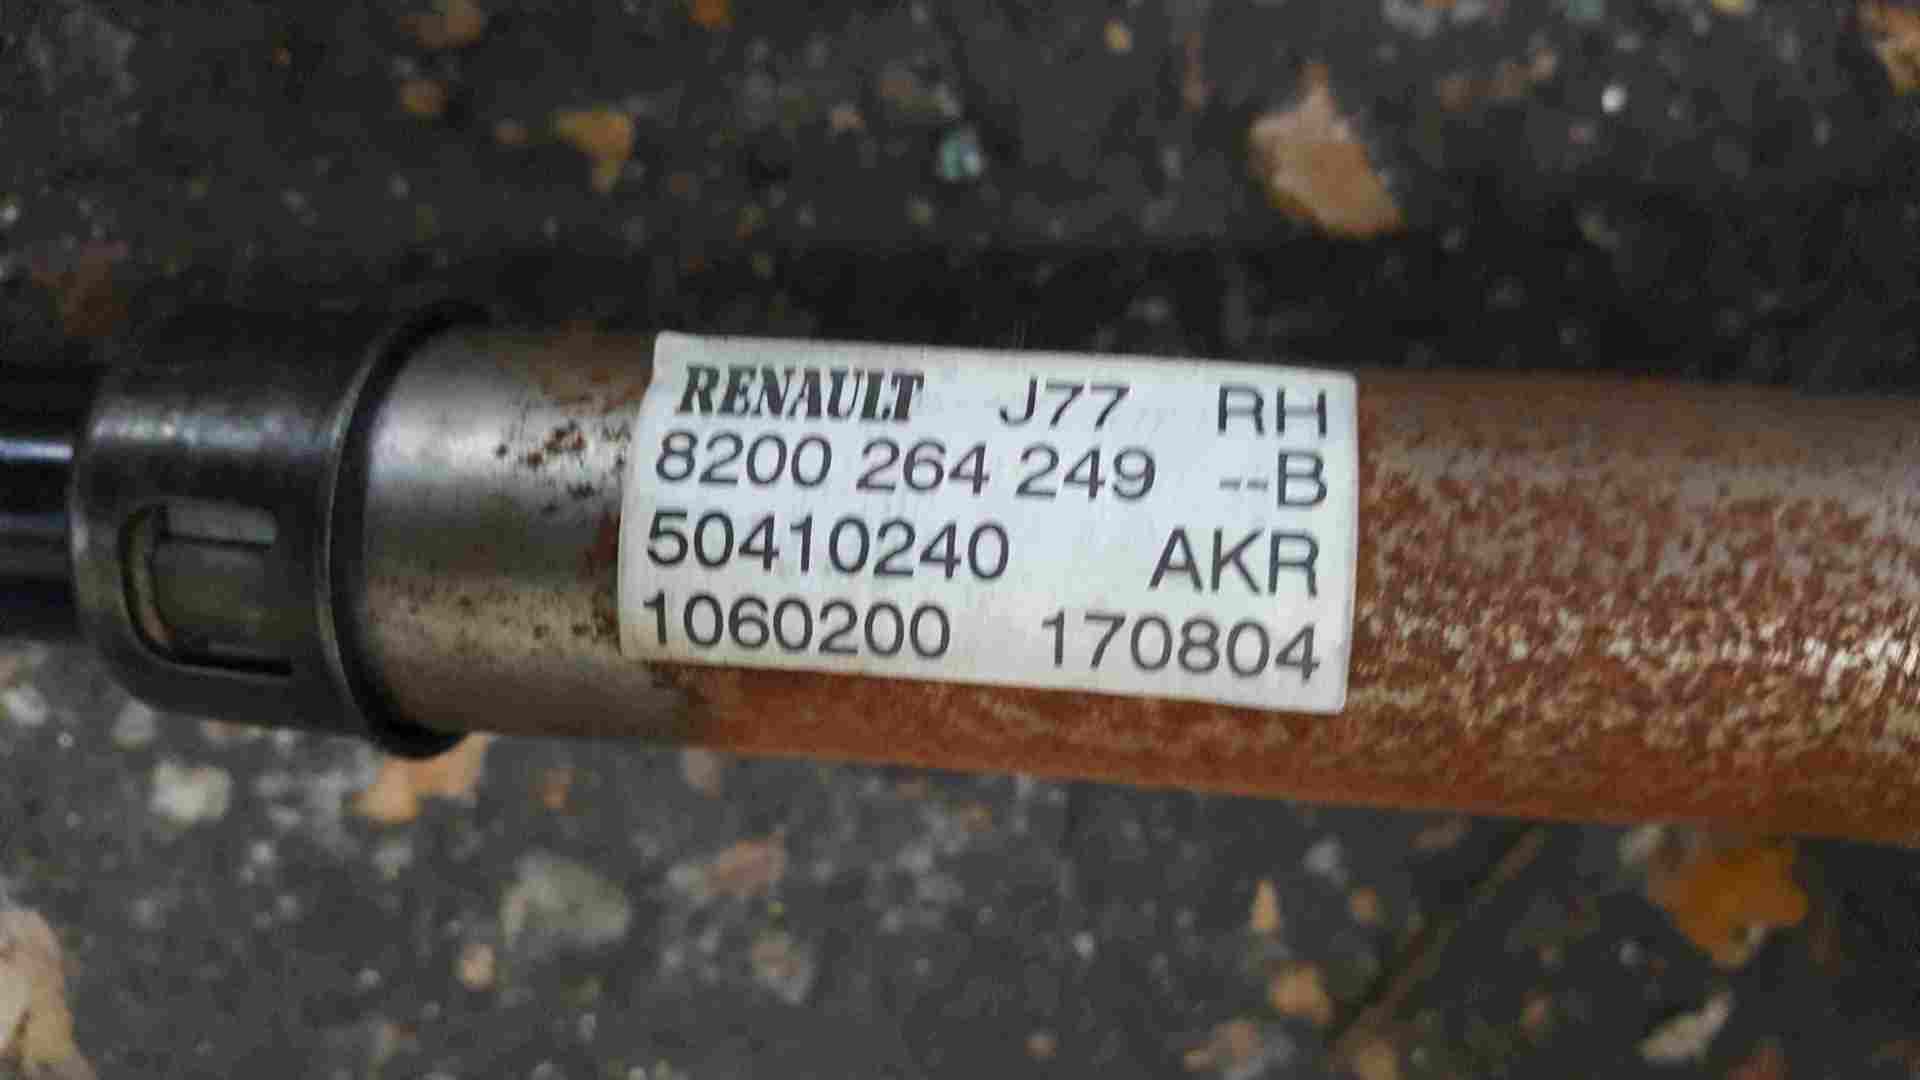 RENAULT J77 RH
8200 264 249 --B
50410240 AKR
1060200 170804